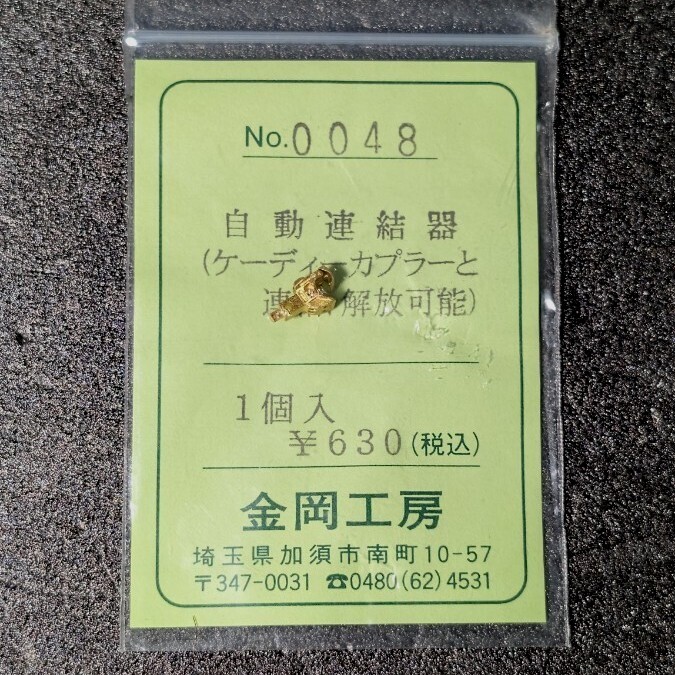 No.0048
自動連結器
(ケーディーカプラーと
連 解放可能)
1個入
¥630(税込)
金岡工房
埼玉県加須市南町10-57
〒347-0031 ☎0480(62)4531